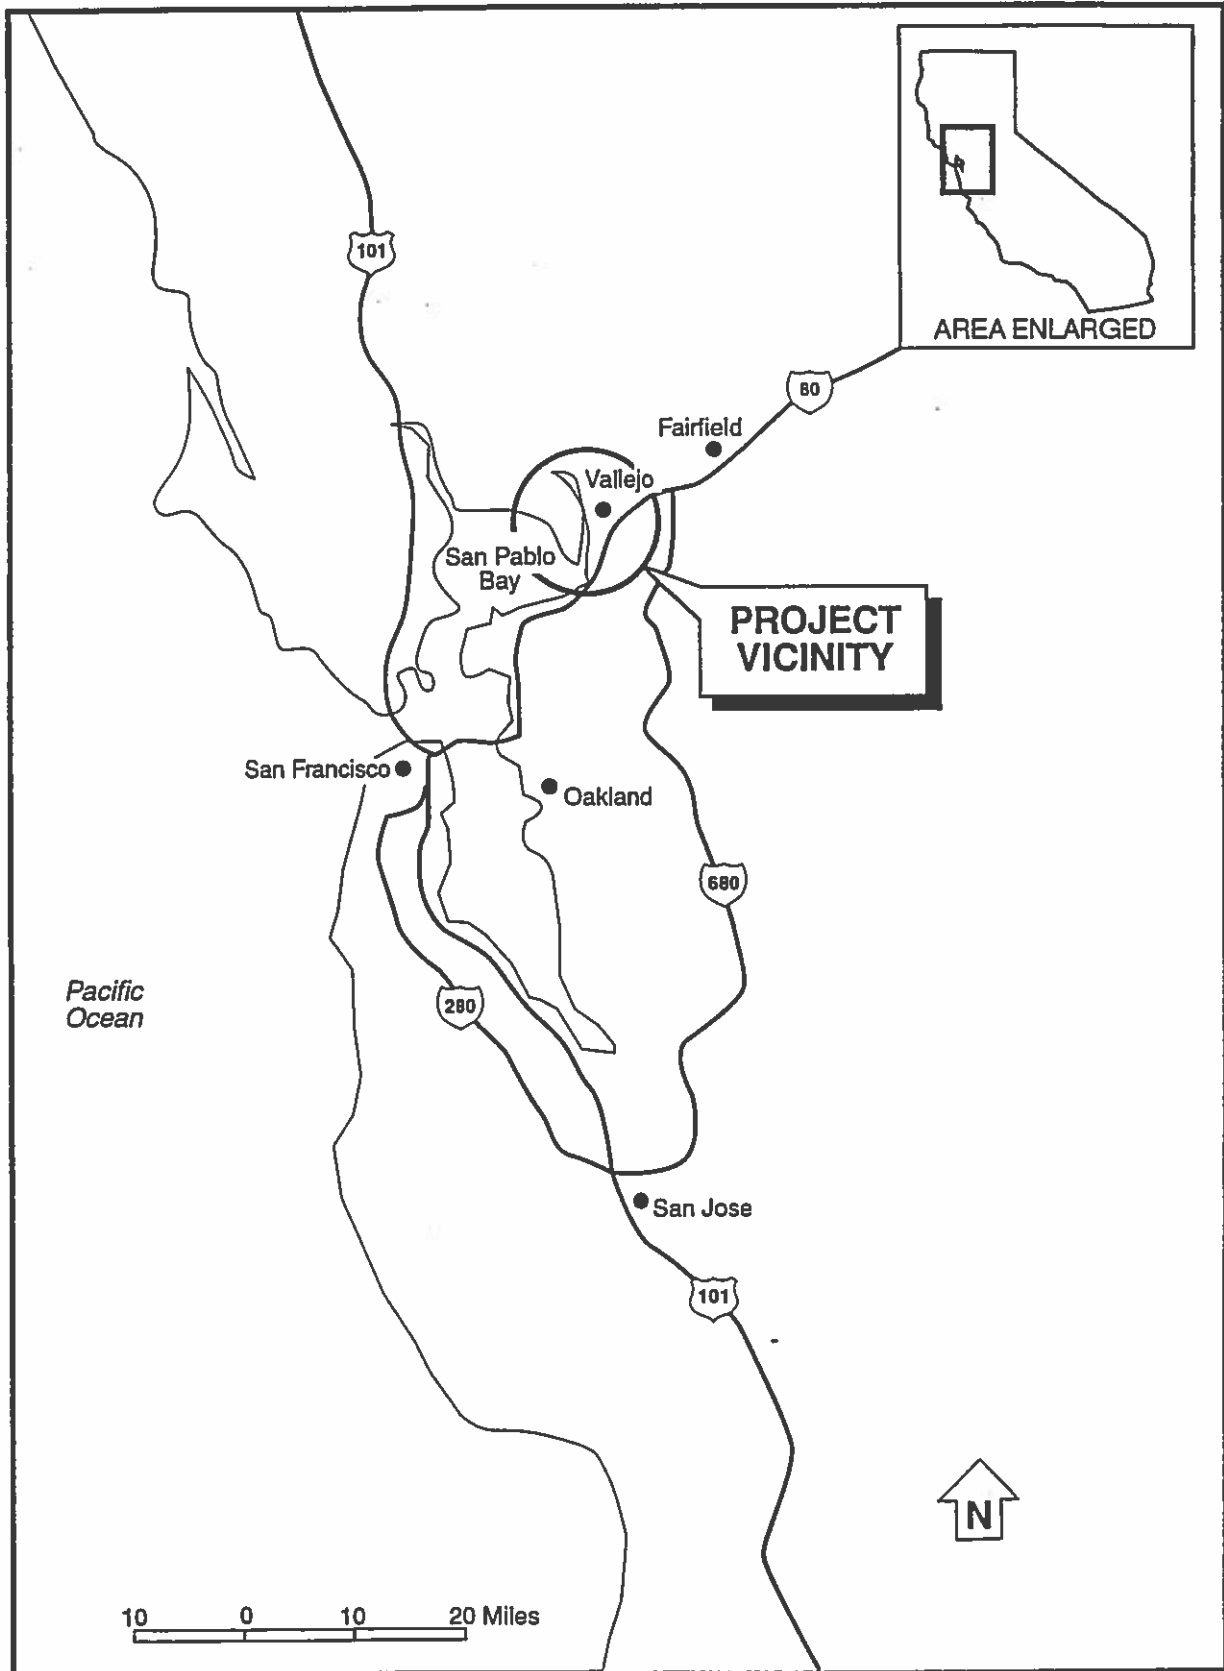 101
AREA ENLARGED
80
Fairfield
Vallejo
San Pablo
Bay
PROJECT
VICINITY
San Francisco
Oakland
680
Pacific
Ocean
280
San Jose
101
N
10 0 10 20 Miles